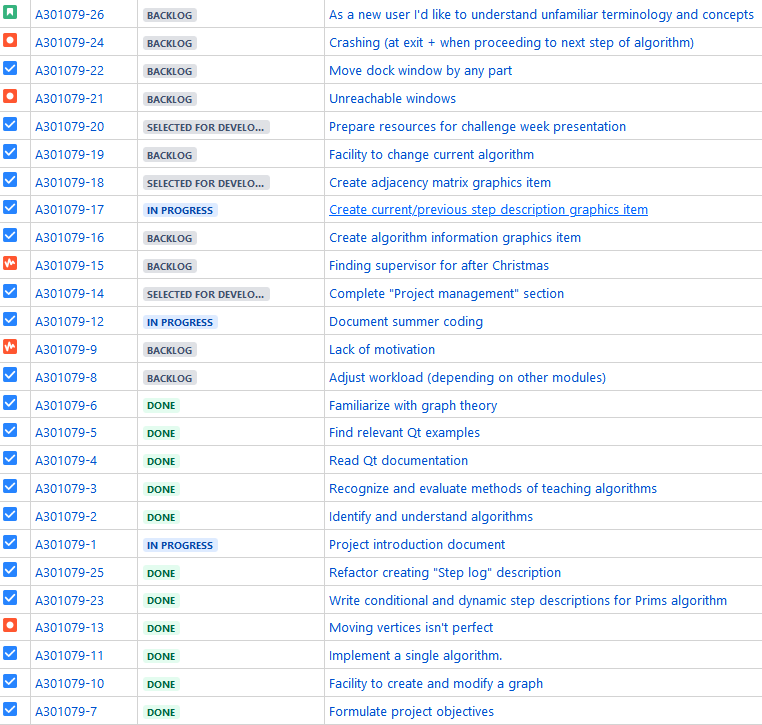 A301079-26 BACKLOG As a new user I'd like to understand unfamiliar terminology and concepts
A301079-24 BACKLOG Crashing (at exit + when proceeding to next step of algorithm)
A301079-22 BACKLOG Move dock window by any part
A301079-21 BACKLOG Unreachable windows
A301079-20 SELECTED FOR DEVELO... Prepare resources for challenge week presentation
A301079-19 BACKLOG Facility to change current algorithm
A301079-18 SELECTED FOR DEVELO... Create adjacency matrix graphics item
A301079-17 IN PROGRESS Create current/previous step description graphics item
A301079-16 BACKLOG Create algorithm information graphics item
A301079-15 BACKLOG Finding supervisor for after Christmas
A301079-14 SELECTED FOR DEVELO... Complete "Project management" section
A301079-12 IN PROGRESS Document summer coding
A301079-9 BACKLOG Lack of motivation
A301079-8 BACKLOG Adjust workload (depending on other modules)
A301079-6 DONE Familiarize with graph theory
A301079-5 DONE Find relevant Qt examples
A301079-4 DONE Read Qt documentation
A301079-3 DONE Recognize and evaluate methods of teaching algorithms
A301079-2 DONE Identify and understand algorithms
A301079-1 IN PROGRESS Project introduction document
A301079-25 DONE Refactor creating "Step log" description
A301079-23 DONE Write conditional and dynamic step descriptions for Prims algorithm
A301079-13 DONE Moving vertices isn't perfect
A301079-11 DONE Implement a single algorithm.
A301079-10 DONE Facility to create and modify a graph
A301079-7 DONE Formulate project objectives